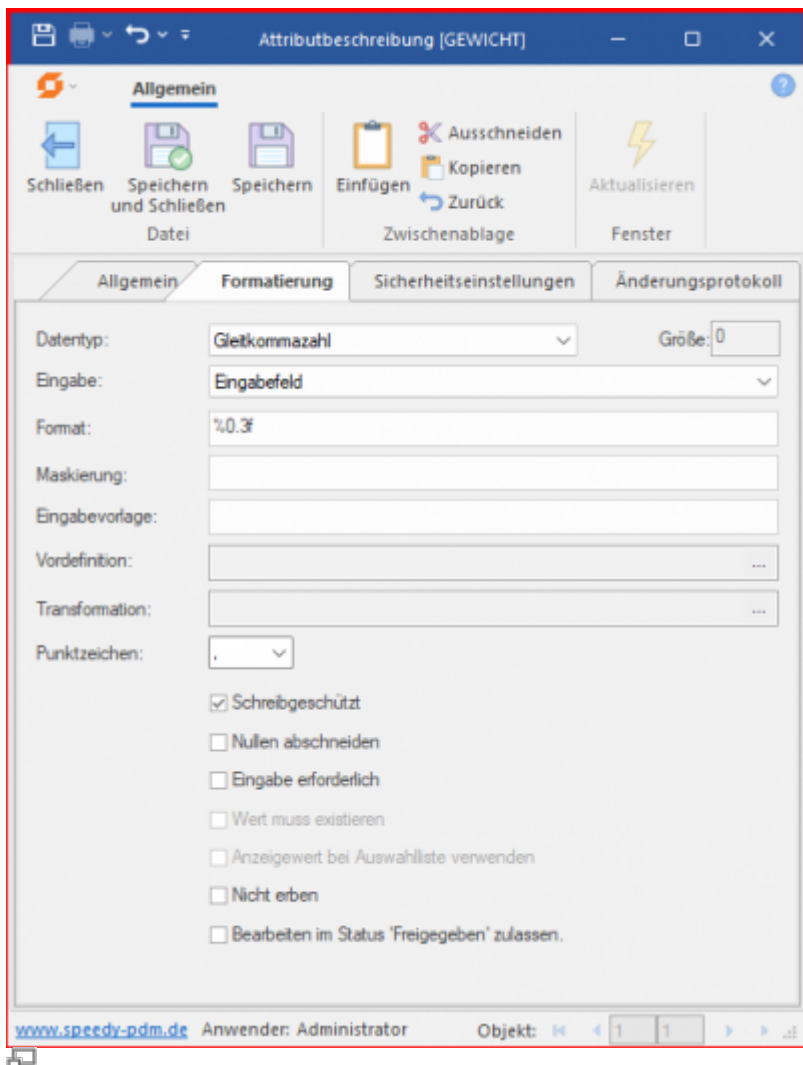 Attributbeschreibung [GEWICHT]
Allgemein
Schließen
Speichern und Schließen
Speichern
Einfügen
Ausschneiden
Kopieren
Zurück
Aktualisieren
Datei
Zwischenablage
Fenster
Allgemein
Formatierung
Sicherheitseinstellungen
Änderungsprotokoll
Datentyp: Gleitkommazahl Größe: 0
Eingabe: Eingabefeld
Format: %0.3f
Maskierung:
Eingabevorlage:
Vordefinition: ...
Transformation: ...
Punktzeichen: .
Schreibgeschützt
Nullen abschneiden
Eingabe erforderlich
Wert muss existieren
Anzeigewert bei Auswahlliste verwenden
Nicht erben
Bearbeiten im Status 'Freigegeben' zulassen.
www.speedy-pdm.de Anwender: Administrator Objekt: 1 1